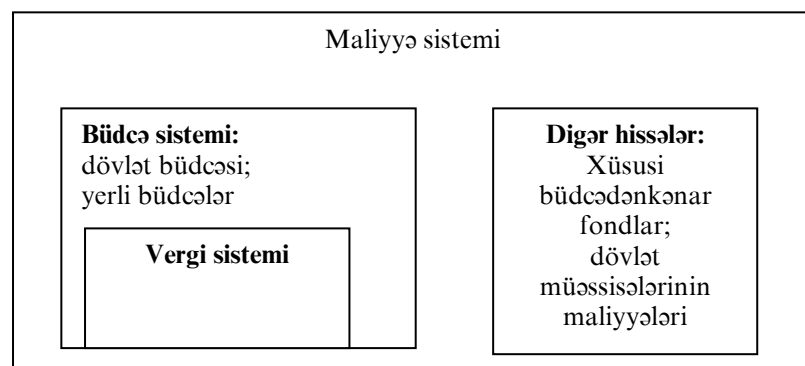 Maliyyə sistemi
Büdcə sistemi:
dövlət büdcəsi;
yerli büdcələr
Vergi sistemi
Digər hissələr:
Xüsusi
büdcədənkənar
fondlar;
dövlət
müəssisələrinin
maliyyələri